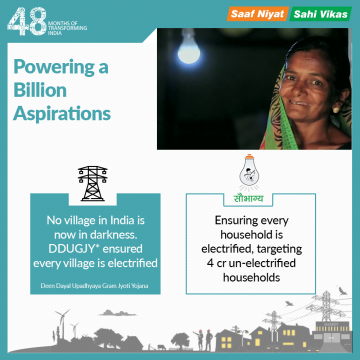 48 MONTHS OF
TRANSFORMING
INDIA
Saaf Niyat Sahi Vikas
Powering a
Billion
Aspirations
No village in India is
now in darkness.
DDUGJY* ensured
every village is electrified
Deen Dayal Upadhyaya Gram Jyoti Yojana
सौभाग्य
Ensuring every
household is
electrified, targeting
4 cr un-electrified
households